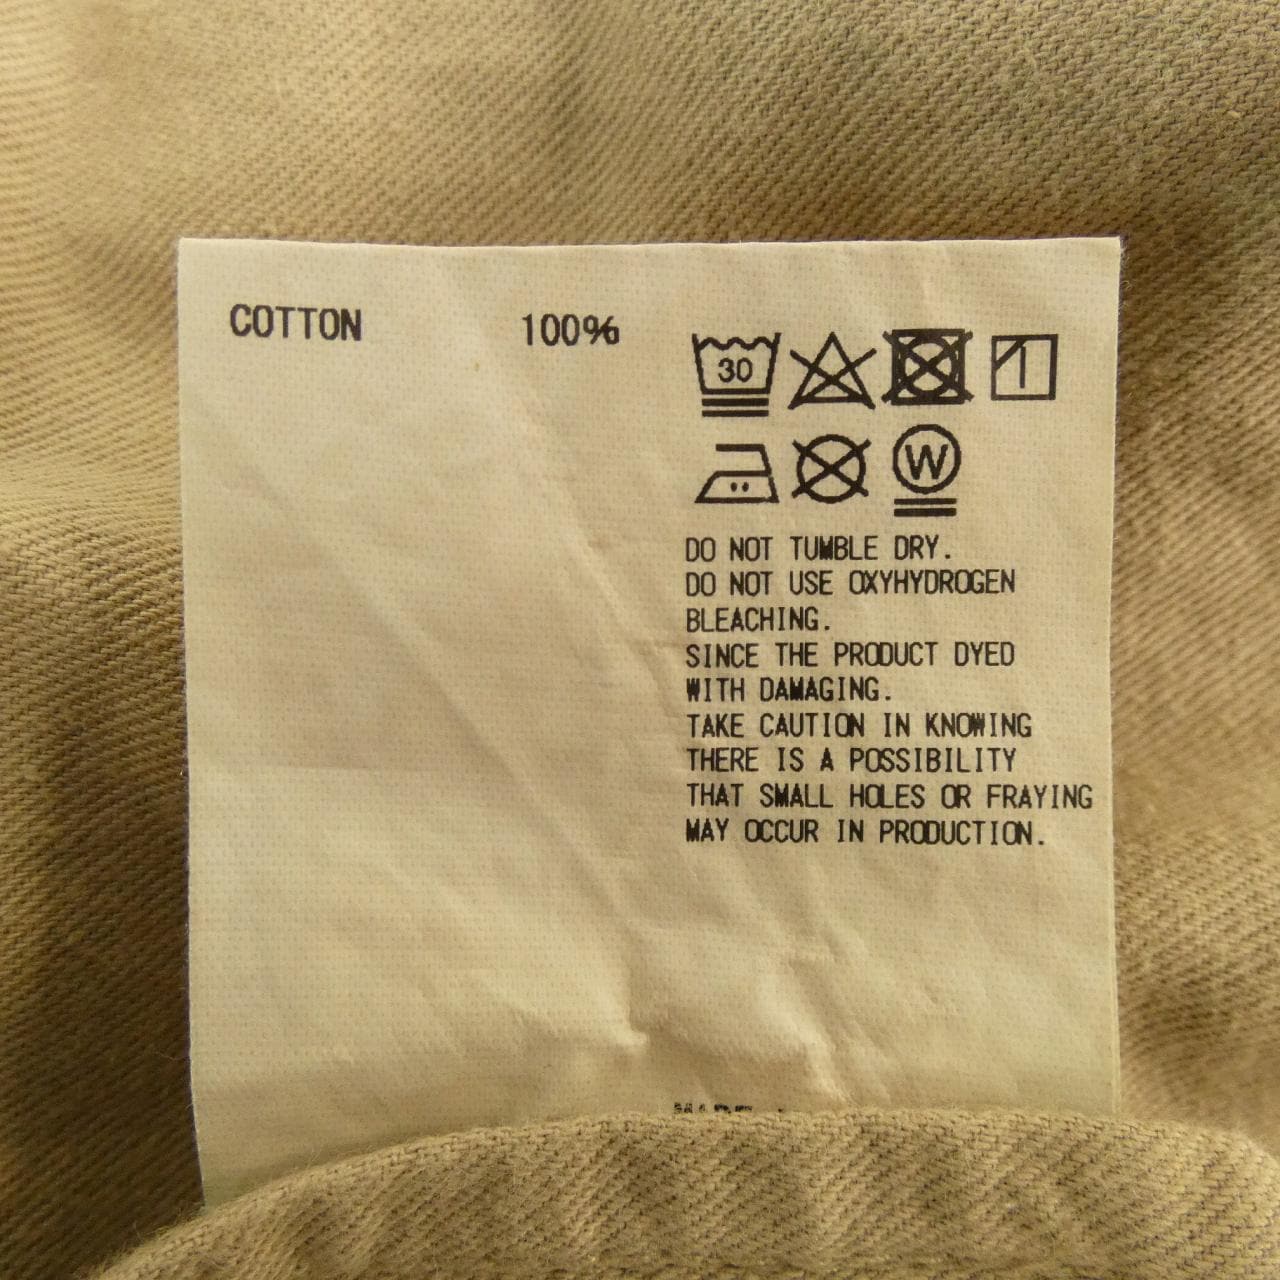 COTTON 100%
30
W
DO NOT TUMBLE DRY.
DO NOT USE OXYHYDROGEN
BLEACHING.
SINCE THE PRODUCT DYED
WITH DAMAGING.
TAKE CAUTION IN KNOWING
THERE IS A POSSIBILITY
THAT SMALL HOLES OR FRAYING
MAY OCCUR IN PRODUCTION.